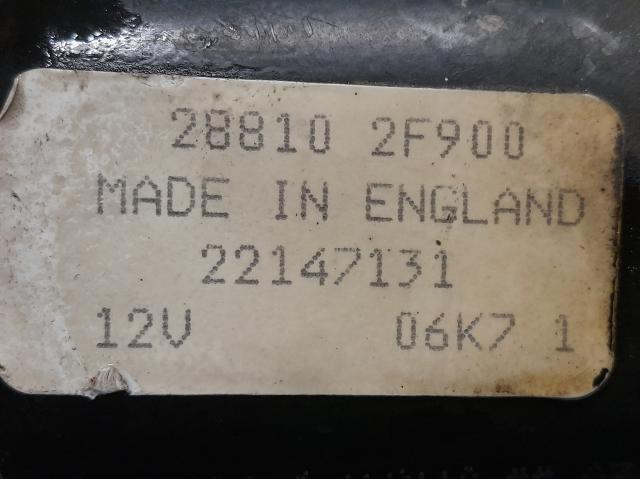 28810 2F900
MADE IN ENGLAND
22147131
12V 06K7 1